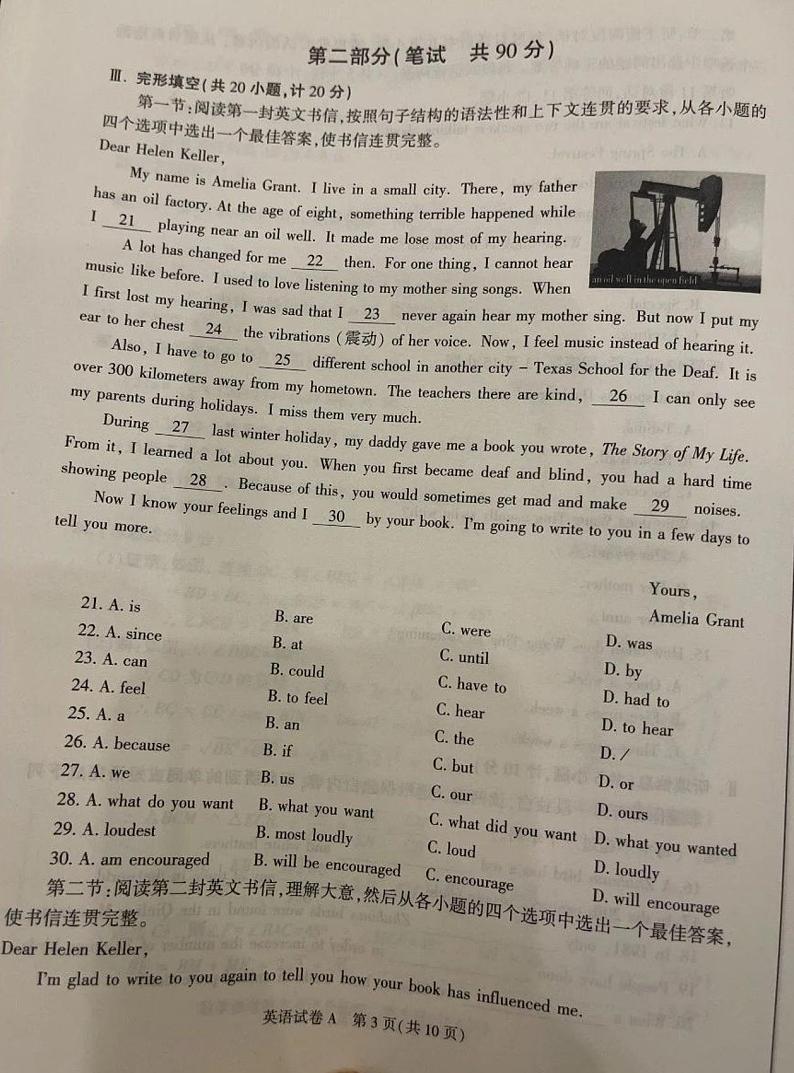 第二部分(笔试 共90分)
Ⅲ. 完形填空(共20小题,计20分)
第一节:阅读第一封英文书信,按照句子结构的语法性和上下文连贯的要求,从各小题的
四个选项中选出一个最佳答案,使书信连贯完整。
Dear Helen Keller,
My name is Amelia Grant. I live in a small city. There, my father
has an oil factory. At the age of eight, something terrible happened while
I 21 playing near an oil well. It made me lose most of my hearing.
A lot has changed for me 22 then. For one thing, I cannot hear
music like before. I used to love listening to my mother sing songs. When
an oil well in the open field
I first lost my hearing, I was sad that I 23 never again hear my mother sing. But now I put my
ear to her chest 24 the vibrations (震动) of her voice. Now, I feel music instead of hearing it.
Also, I have to go to 25 different school in another city – Texas School for the Deaf. It is
over 300 kilometers away from my hometown. The teachers there are kind, 26 I can only see
my parents during holidays. I miss them very much.
During 27 last winter holiday, my daddy gave me a book you wrote, The Story of My Life.
From it, I learned a lot about you. When you first became deaf and blind, you had a hard time
showing people 28 . Because of this, you would sometimes get mad and make 29 noises.
Now I know your feelings and I 30 by your book. I'm going to write to you in a few days to
tell you more.
Yours,
Amelia Grant
21. A. is B. are C. were D. was
22. A. since B. at C. until D. by
23. A. can B. could C. have to D. had to
24. A. feel B. to feel C. hear D. to hear
25. A. a B. an C. the D. /
26. A. because B. if C. but D. or
27. A. we B. us C. our D. ours
28. A. what do you want B. what you want C. what did you want D. what you wanted
29. A. loudest B. most loudly C. loud D. loudly
30. A. am encouraged B. will be encouraged C. encourage D. will encourage
第二节:阅读第二封英文书信,理解大意,然后从各小题的四个选项中选出一个最佳答案,
使书信连贯完整。
Dear Helen Keller,
I'm glad to write to you again to tell you how your book has influenced me.
英语试卷A 第3页(共10页)